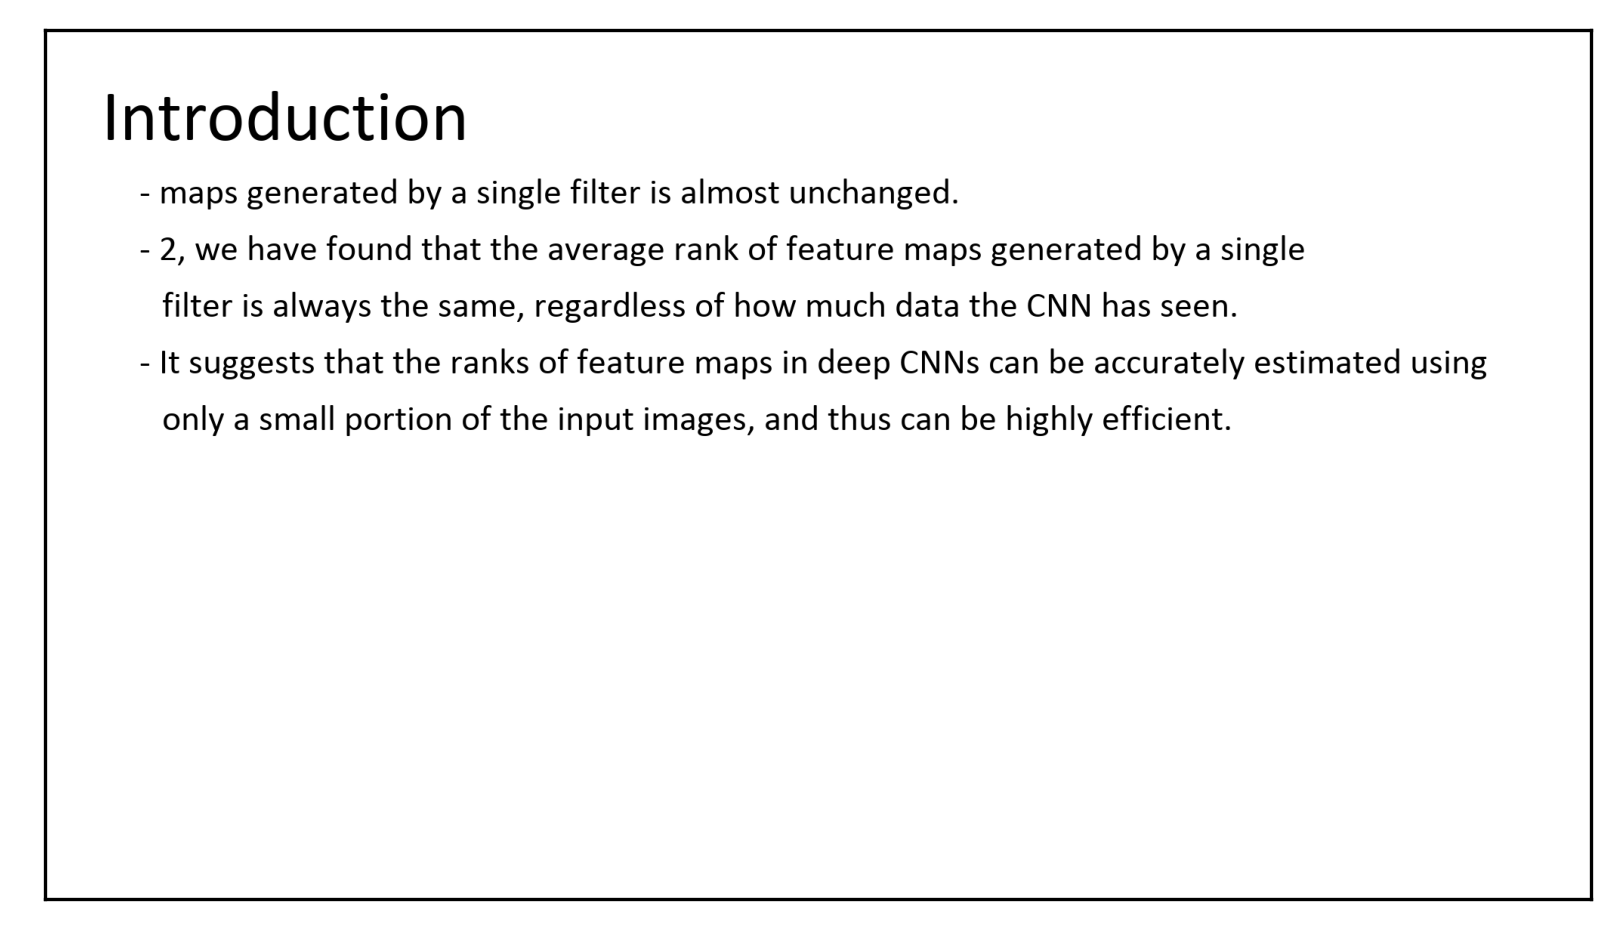 Introduction
- maps generated by a single filter is almost unchanged.
- 2, we have found that the average rank of feature maps generated by a single
filter is always the same, regardless of how much data the CNN has seen.
- It suggests that the ranks of feature maps in deep CNNs can be accurately estimated using
only a small portion of the input images, and thus can be highly efficient.